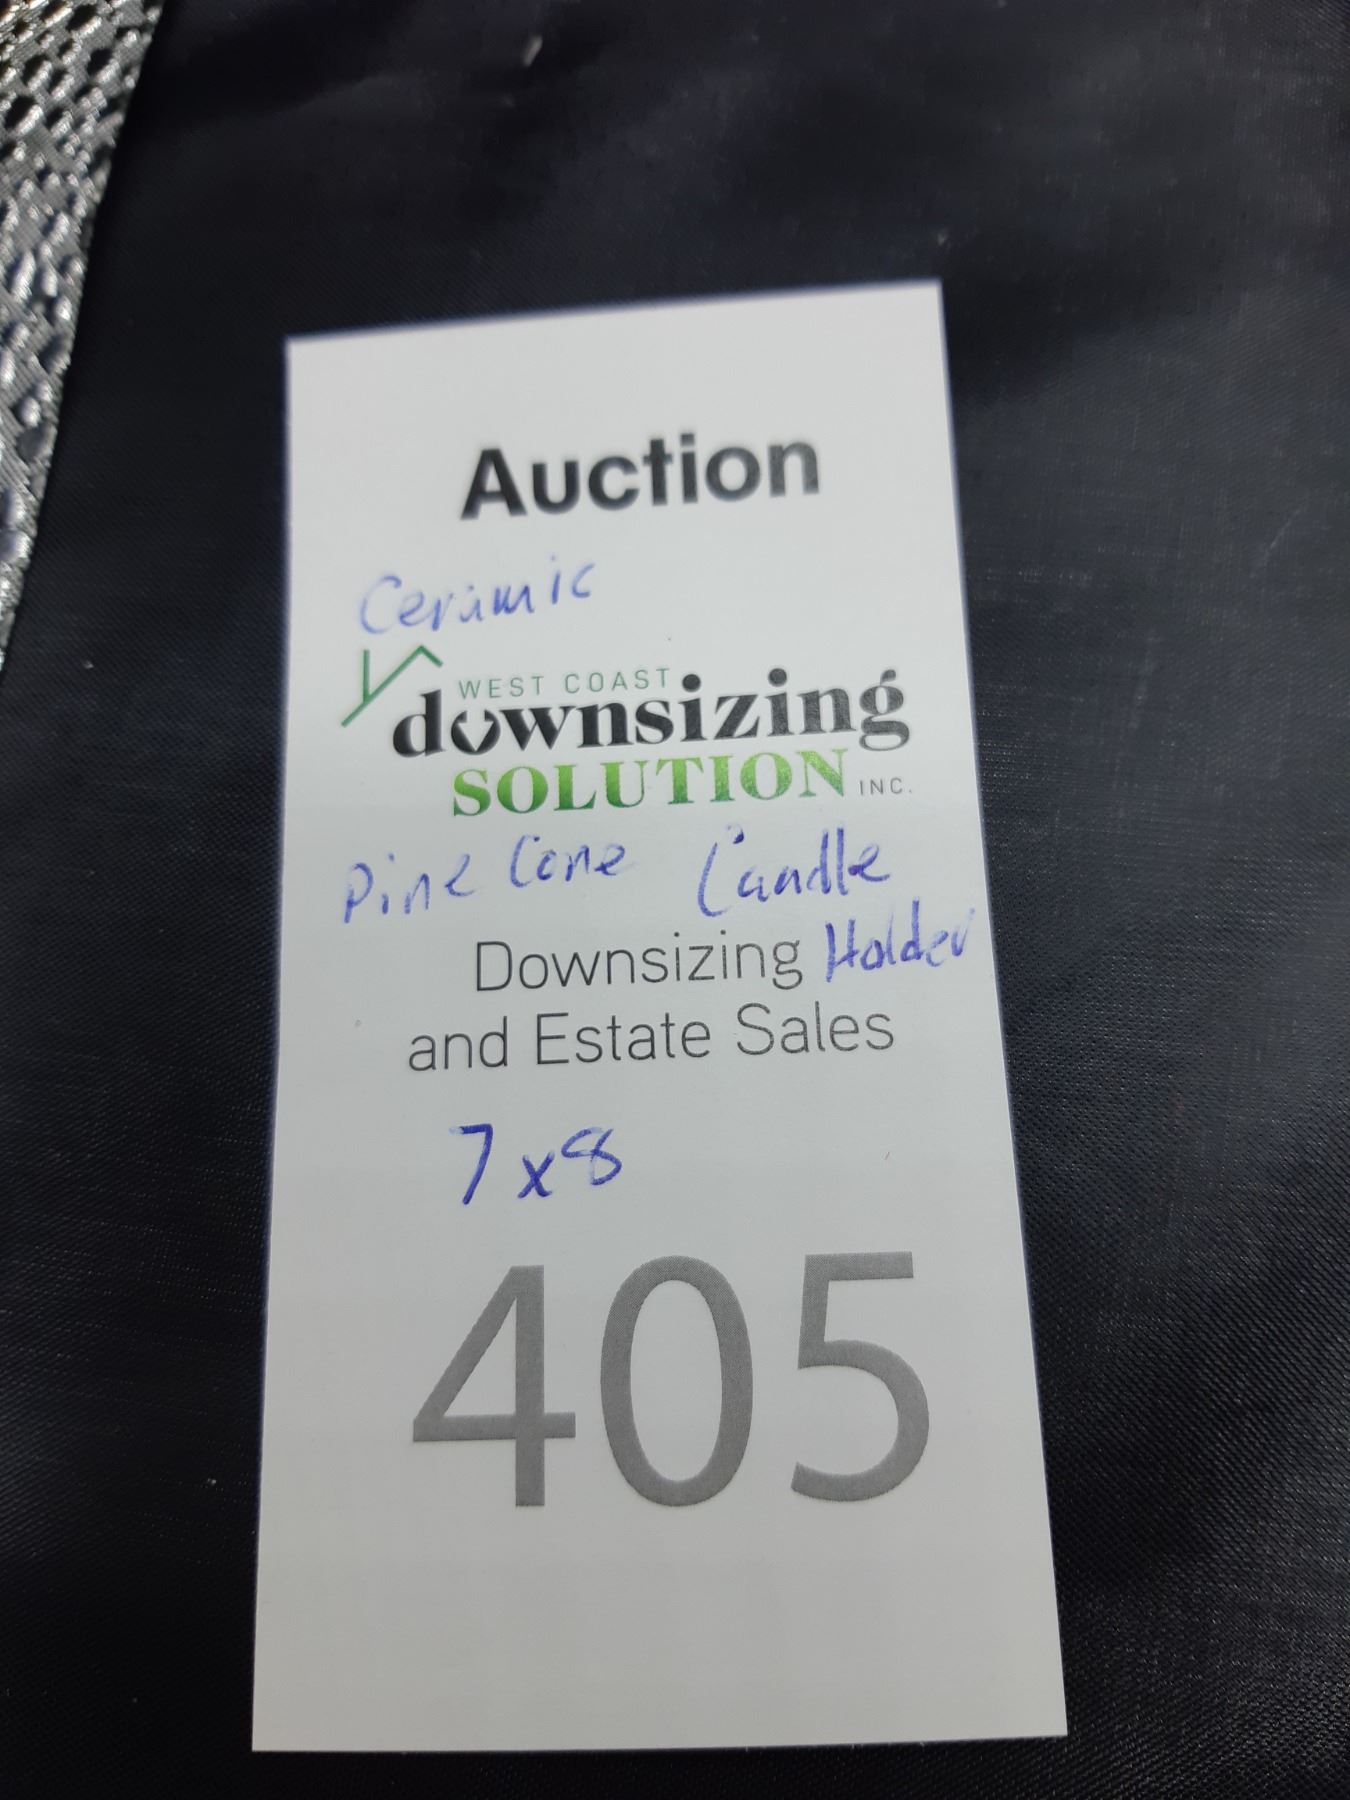 Auction
Ceramic
WEST COAST
downsizing
SOLUTION INC.
Pine Cone Candle
Holder
Downsizing
and Estate Sales
7x8
405